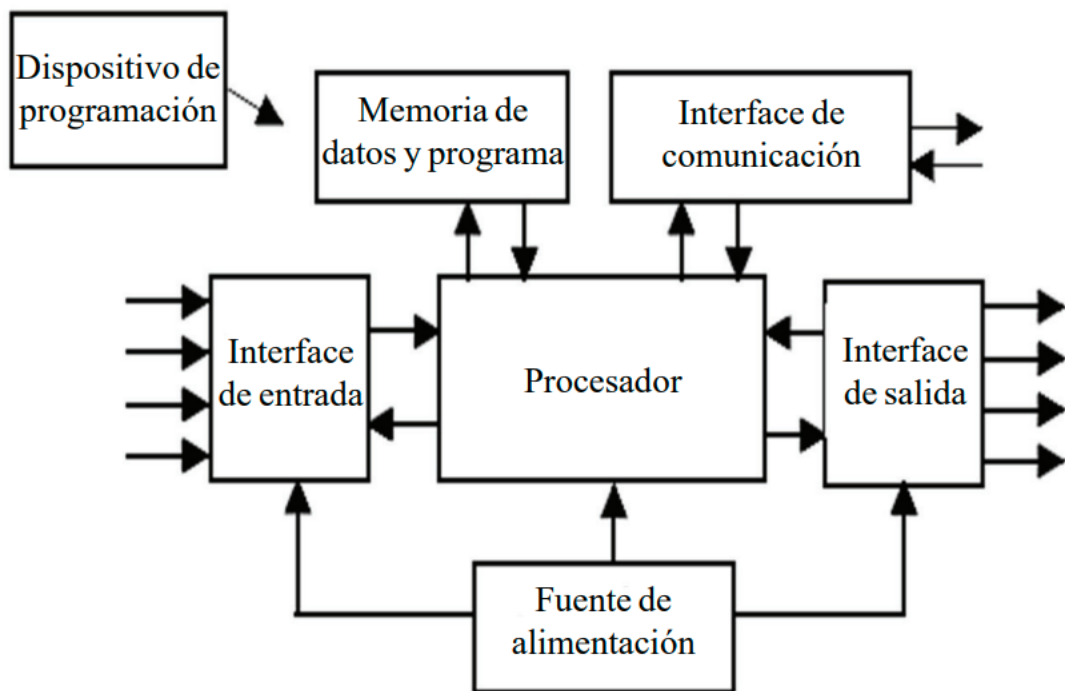 Dispositivo de
programación
Memoria de
datos y programa
Interface de
comunicación
Interface
de entrada
Procesador
Interface
de salida
Fuente de
alimentación